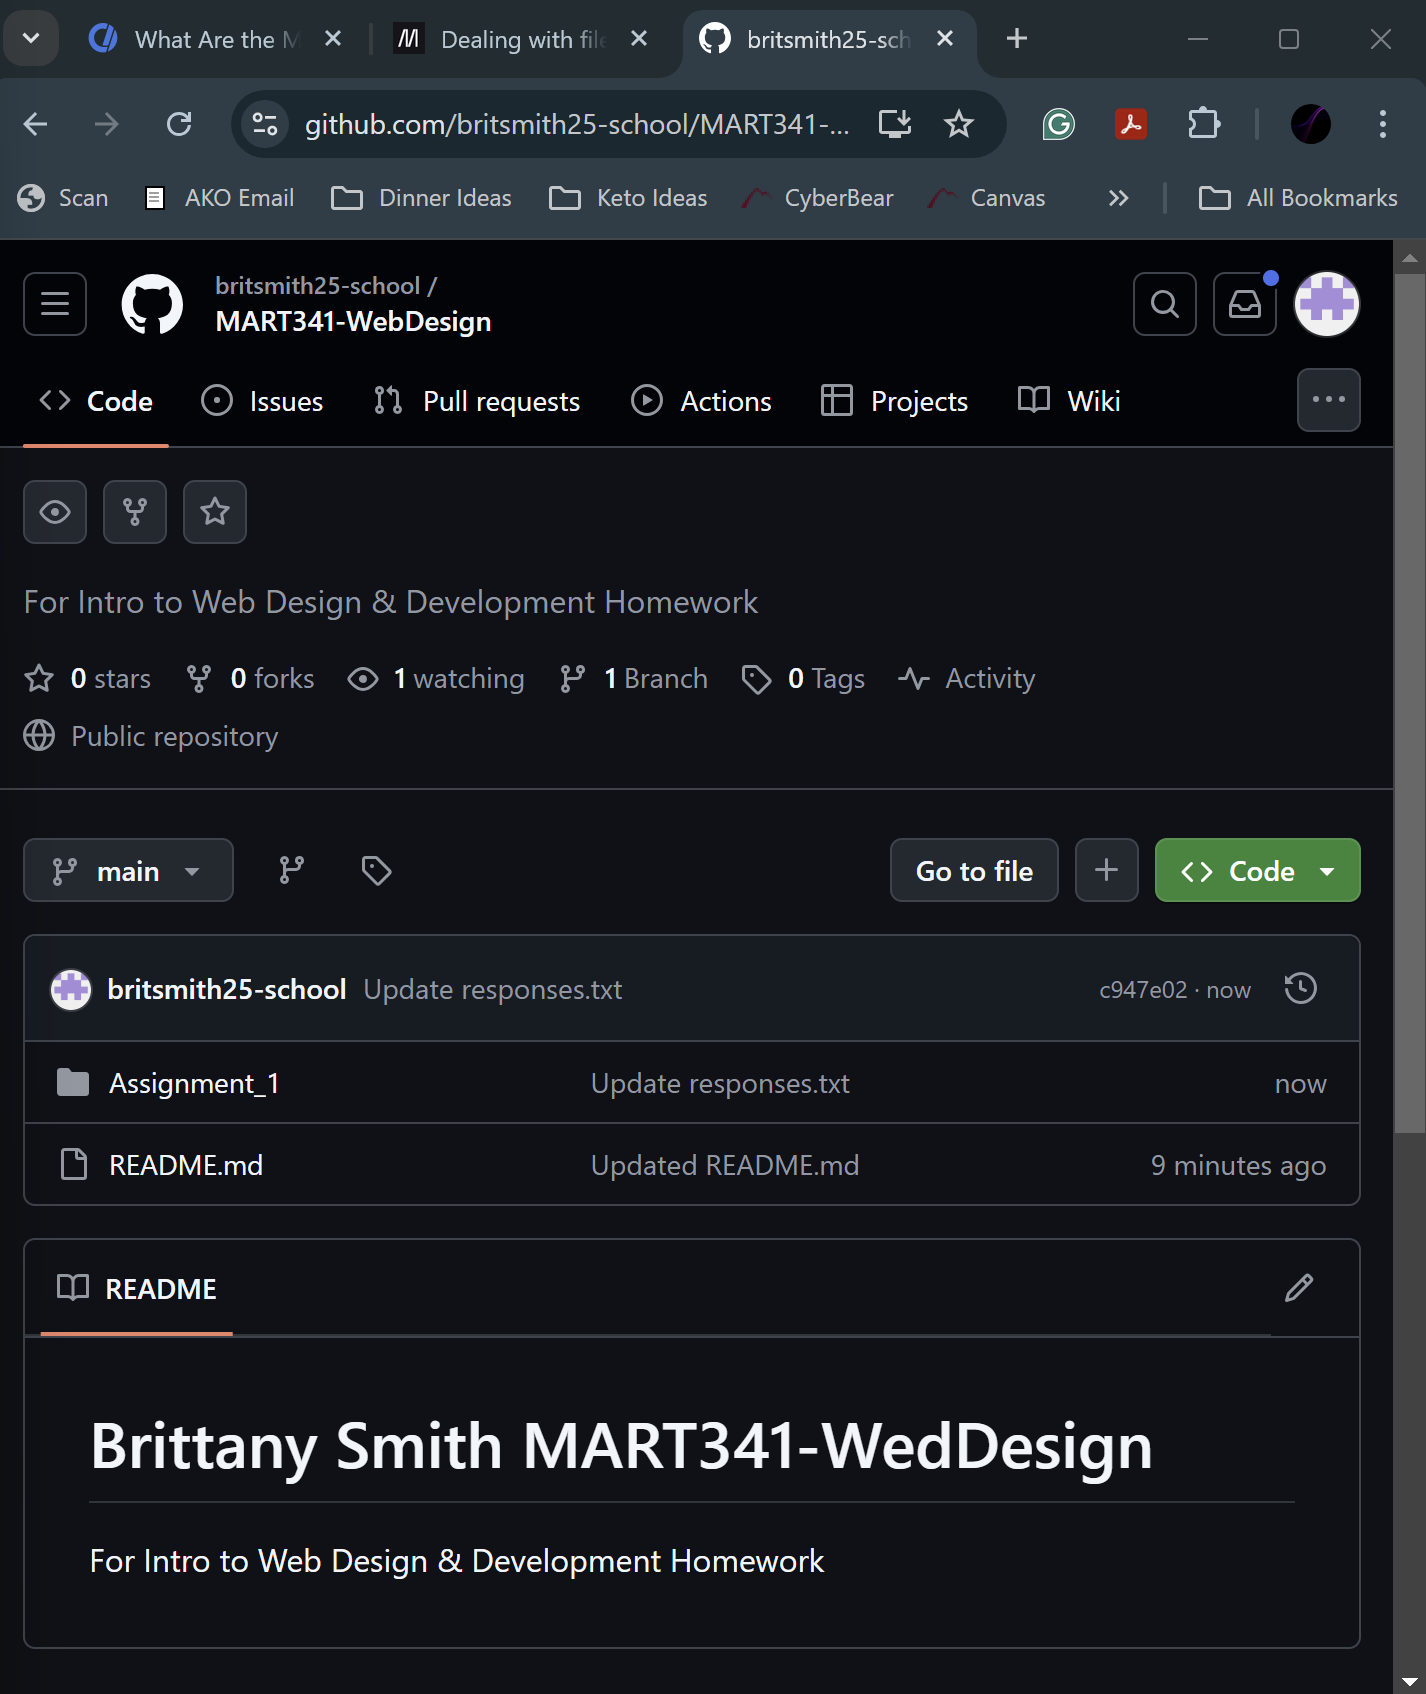 What Are the M
Dealing with file
britsmith25-sch
github.com/britsmith25-school/MART341-...
Scan
AKO Email
Dinner Ideas
Keto Ideas
CyberBear
Canvas
All Bookmarks
britsmith25-school /
MART341-WebDesign
Code
Issues
Pull requests
Actions
Projects
Wiki
For Intro to Web Design & Development Homework
0 stars
0 forks
1 watching
1 Branch
0 Tags
Activity
Public repository
main
Go to file
Code
britsmith25-school Update responses.txt c947e02 · now
Assignment_1 Update responses.txt now
README.md Updated README.md 9 minutes ago
README
Brittany Smith MART341-WedDesign
For Intro to Web Design & Development Homework